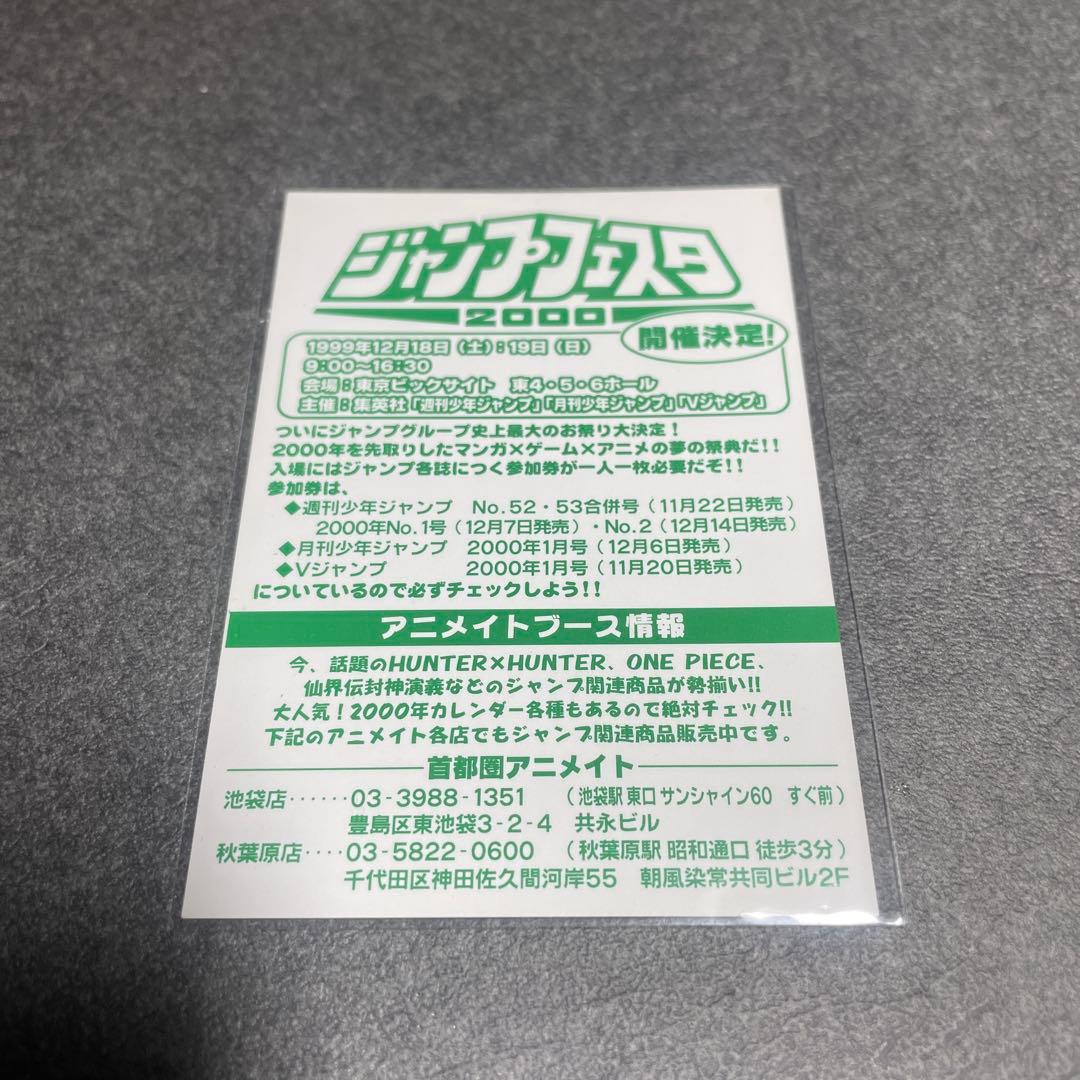 ジャンプフェスタ
2000
開催決定!
1999年12月18日(土):19日(日)
9:00〜16:30
会場:東京ビックサイト 東4・5・6ホール
主催:集英社「週刊少年ジャンプ」「月刊少年ジャンプ」「Vジャンプ」
ついにジャンプグループ史上最大のお祭り大決定!
2000年を先取りしたマンガ×ゲーム×アニメの夢の祭典だ!!
入場にはジャンプ各誌につく参加券が一人一枚必要だぞ!!
参加券は、
◆週刊少年ジャンプ No.52・53合併号(11月22日発売)
2000年No.1号(12月7日発売)・No.2(12月14日発売)
◆月刊少年ジャンプ 2000年1月号(12月6日発売)
◆Vジャンプ 2000年1月号(11月20日発売)
についているので必ずチェックしよう!!
アニメイトブース情報
今、話題のHUNTER×HUNTER、ONE PIECE、
仙界伝封神演義などのジャンプ関連商品が勢揃い!!
大人気!2000年カレンダー各種もあるので絶対チェック!!
下記のアニメイト各店でもジャンプ関連商品販売中です。
首都圏アニメイト
池袋店‥‥‥03-3988-1351 (池袋駅 東口 サンシャイン60 すぐ前)
豊島区東池袋3-2-4 共永ビル
秋葉原店‥‥03-5822-0600 (秋葉原駅 昭和通口 徒歩3分)
千代田区神田佐久間河岸55 朝風染常共同ビル2F